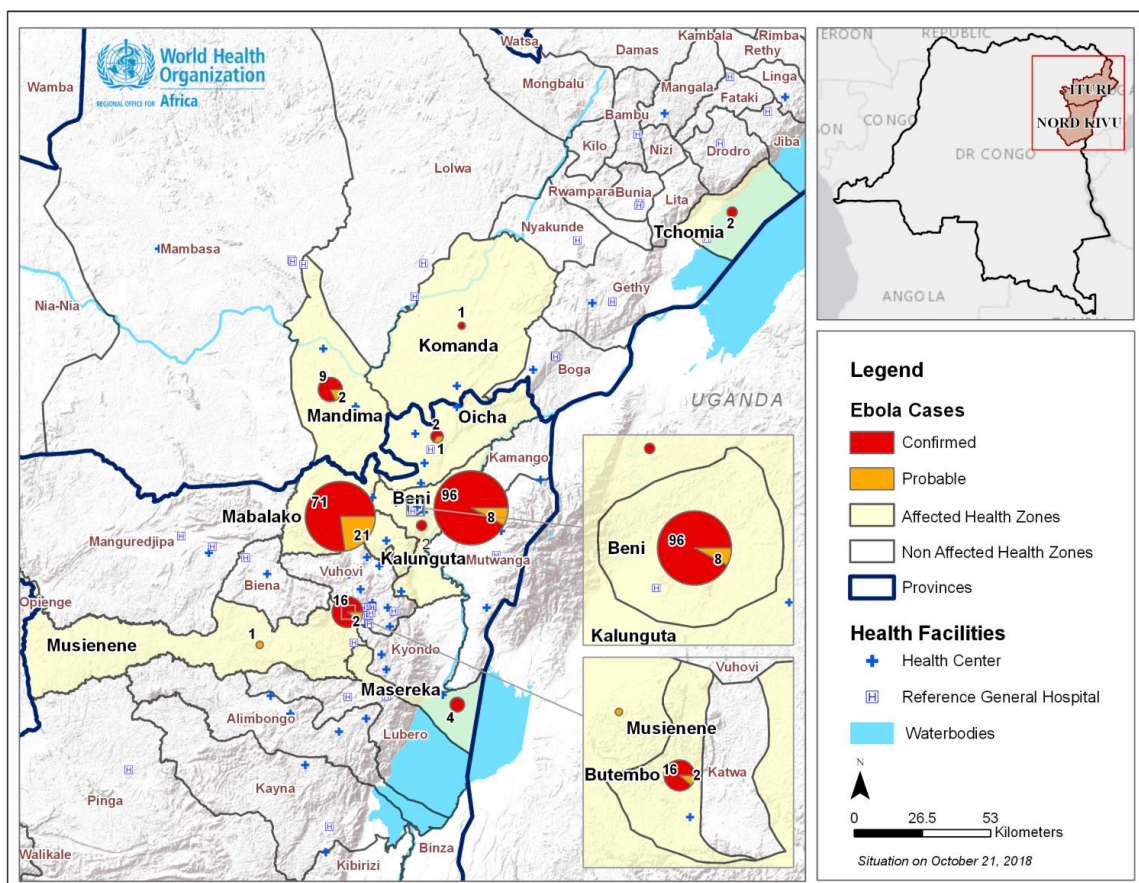 World Health
Organization
REGIONAL OFFICE FOR Africa
Watsa
Damas
Kambala
Rimba
Rethy
Wamba
Mongbalu
Mangala
Linga
Fataki
Bambu
Kilo
Nizi
Drodro
Jiba
Lolwa
Rwampara
Bunia
Lita
Tchomia
2
Nyakunde
Mambasa
Gethy
Nia-Nia
1
Komanda
Boga
9
2
Mandima
Oicha
2
1
UGANDA
Kamango
71
21
Mabalako
Beni
96
8
2
Kalunguta
Mutwanga
Manguredjipa
Biena
Vuhovi
Opienge
16
2
Musienene
1
Kyondo
Masereka
4
Alimbongo
Lubero
Kayna
Pinga
Walikale
Kibirizi
Binza
Beni
96
8
Kalunguta
Vuhovi
Musienene
Butembo
16
2
Katwa
EROON
REPUBLIC
ITURI
NORD KIVU
CONGO
DR CONGO
ANGOLA
Legend
Ebola Cases
Confirmed
Probable
Affected Health Zones
Non Affected Health Zones
Provinces
Health Facilities
Health Center
Reference General Hospital
Waterbodies
N
0 26.5 53
Kilometers
Situation on October 21, 2018